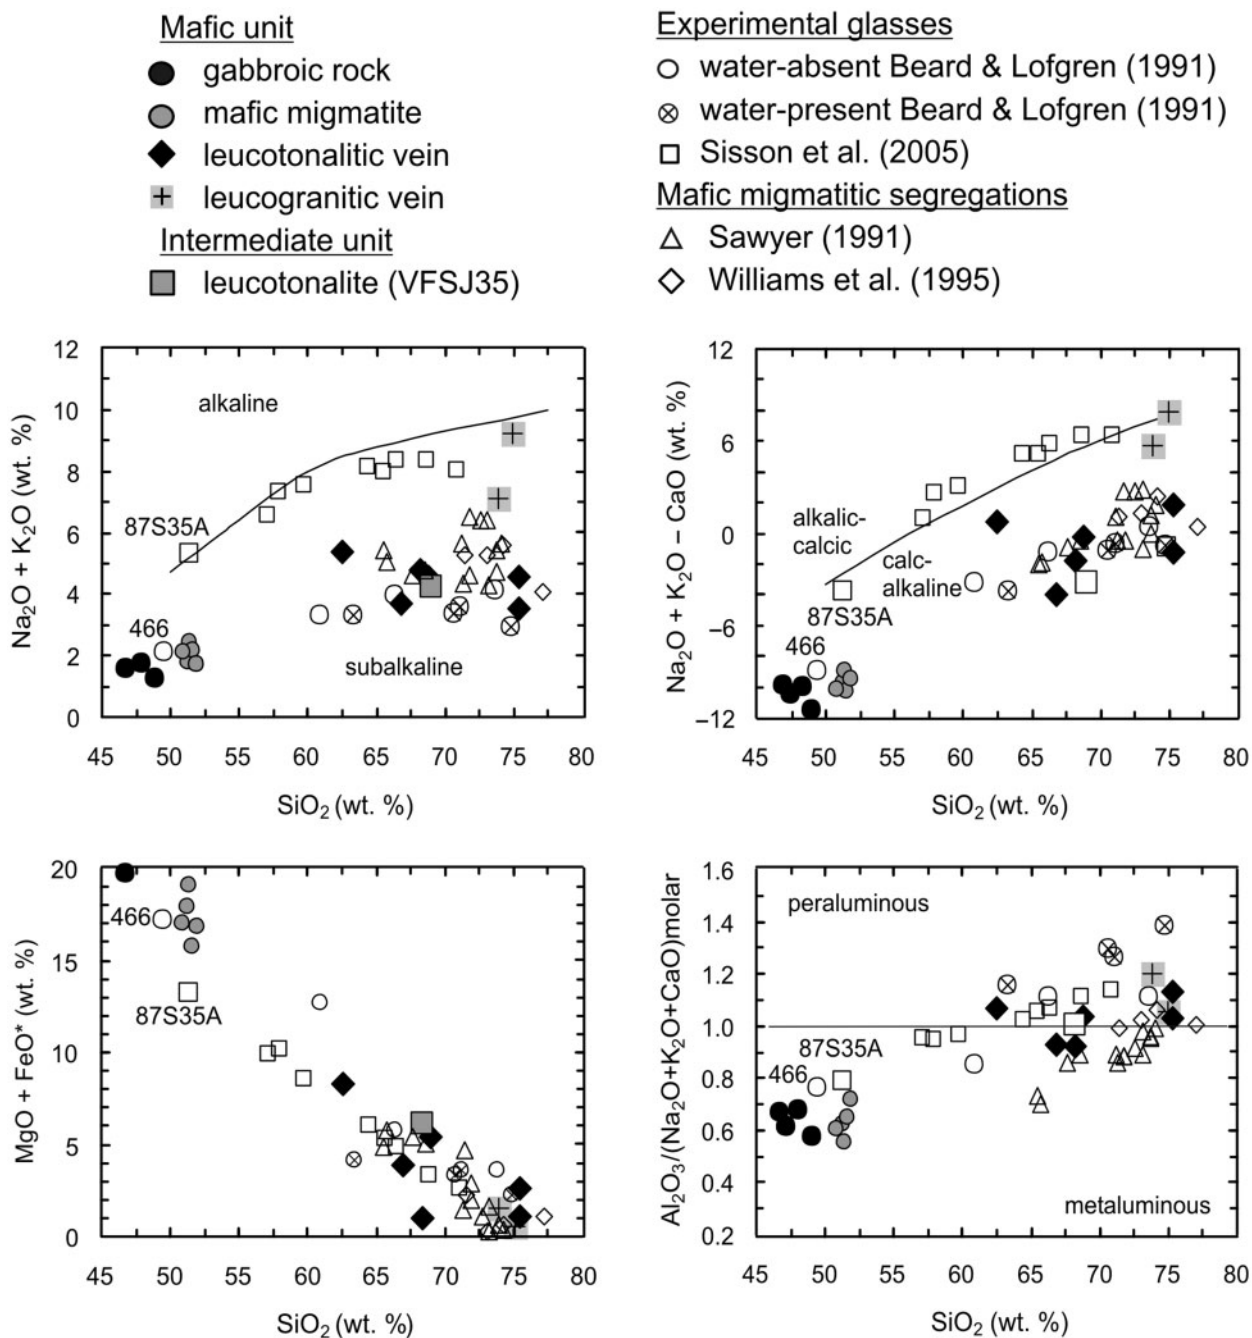 Mafic unit
gabbroic rock
mafic migmatite
leucotonalitic vein
leucogranitic vein
Intermediate unit
leucotonalite (VFSJ35)
Experimental glasses
water-absent Beard & Lofgren (1991)
water-present Beard & Lofgren (1991)
Sisson et al. (2005)
Mafic migmatitic segregations
Sawyer (1991)
Williams et al. (1995)
Na₂O + K₂O (wt. %)
12
10
8
6
4
2
0
alkaline
87S35A
466
subalkaline
45 50 55 60 65 70 75 80
SiO₂ (wt. %)
Na₂O + K₂O – CaO (wt. %)
12
6
0
−6
−12
alkalic-
calcic
calc-
alkaline
87S35A
466
45 50 55 60 65 70 75 80
SiO₂ (wt. %)
MgO + FeO* (wt. %)
20
15
10
5
0
466
87S35A
45 50 55 60 65 70 75 80
SiO₂ (wt. %)
Al₂O₃/(Na₂O+K₂O+CaO)molar
1.6
1.4
1.2
1.0
0.8
0.6
0.4
0.2
peraluminous
87S35A
466
metaluminous
45 50 55 60 65 70 75 80
SiO₂ (wt. %)